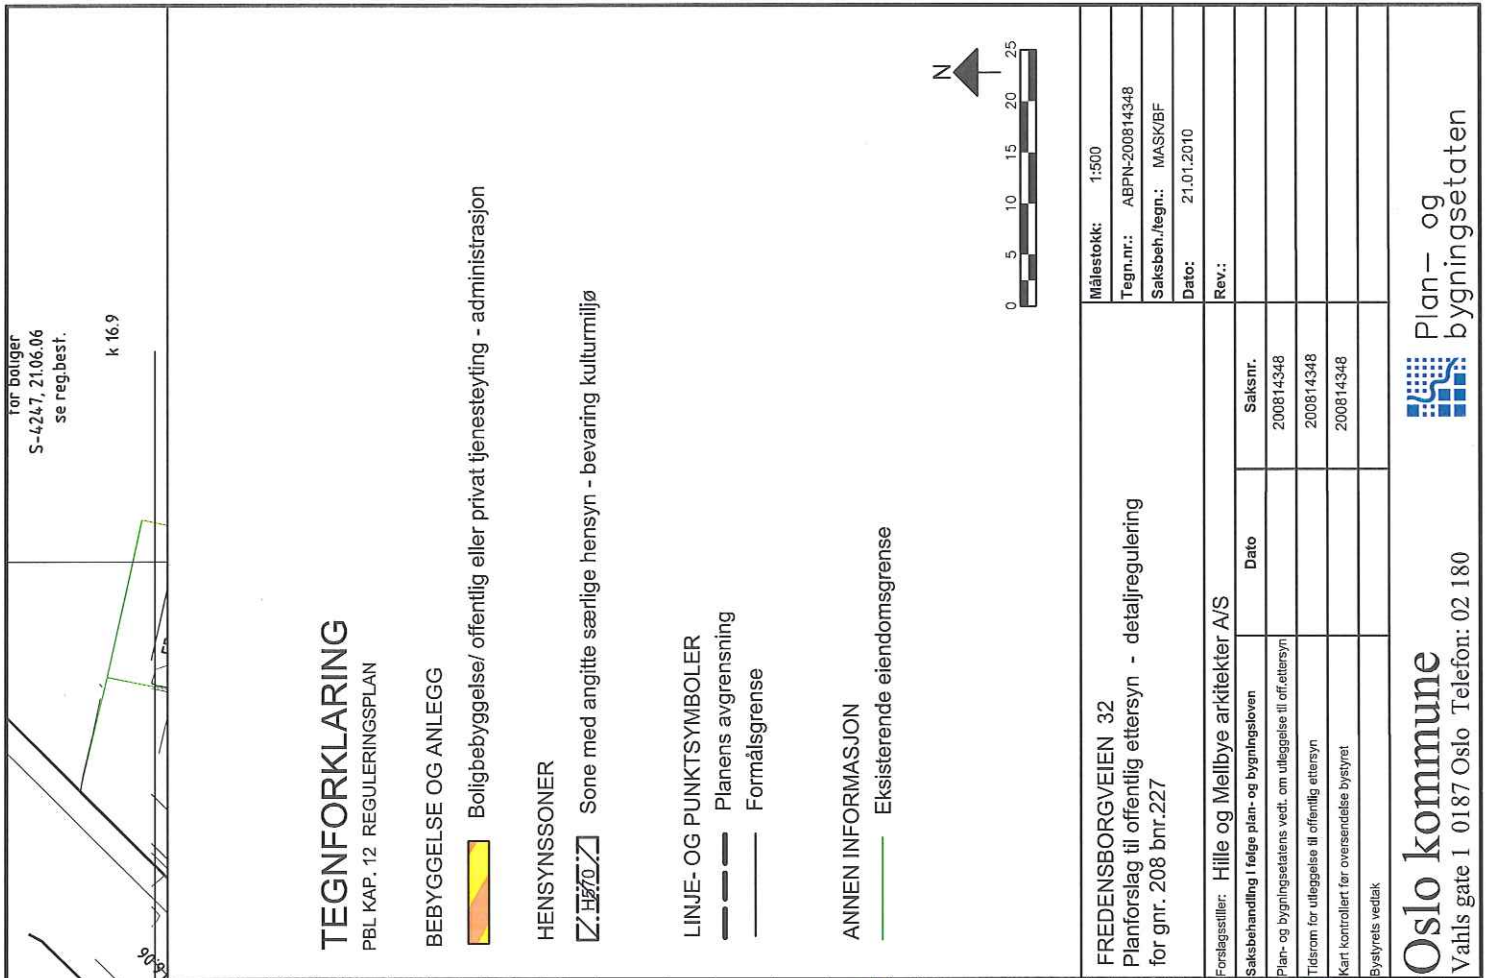 for boliger
S-4247, 21.06.06
se reg.best.
k 16.9
TEGNFORKLARING
PBL KAP. 12 REGULERINGSPLAN
BEBYGGELSE OG ANLEGG
Boligbebyggelse/ offentlig eller privat tjenesteyting - administrasjon
HENSYNSSONER
H570
Sone med angitte særlige hensyn - bevaring kulturmiljø
LINJE- OG PUNKTSYMBOLER
Planens avgrensning
Formålsgrense
ANNEN INFORMASJON
Eksisterende eiendomsgrense
N
0 5 10 15 20 25
FREDENSBORGVEIEN 32
Planforslag til offentlig ettersyn - detaljregulering
for gnr. 208 bnr.227
Målestokk: 1:500
Tegn.nr.: ABPN-200814348
Saksbeh./tegn.: MASK/BF
Dato: 21.01.2010
Forslagsstiller: Hille og Mellbye arkitekter A/S
Rev.:
Saksbehandling i følge plan- og bygningsloven Dato Saksnr.
Plan- og bygningsetatens vedt. om utleggelse til off.ettersyn 200814348
Tidsrom for utleggelse til offentlig ettersyn 200814348
Kart kontrollert før oversendelse bystyret 200814348
Bystyrets vedtak
Oslo kommune
Vahls gate 1 0187 Oslo Telefon: 02 180
Plan- og
bygningsetaten